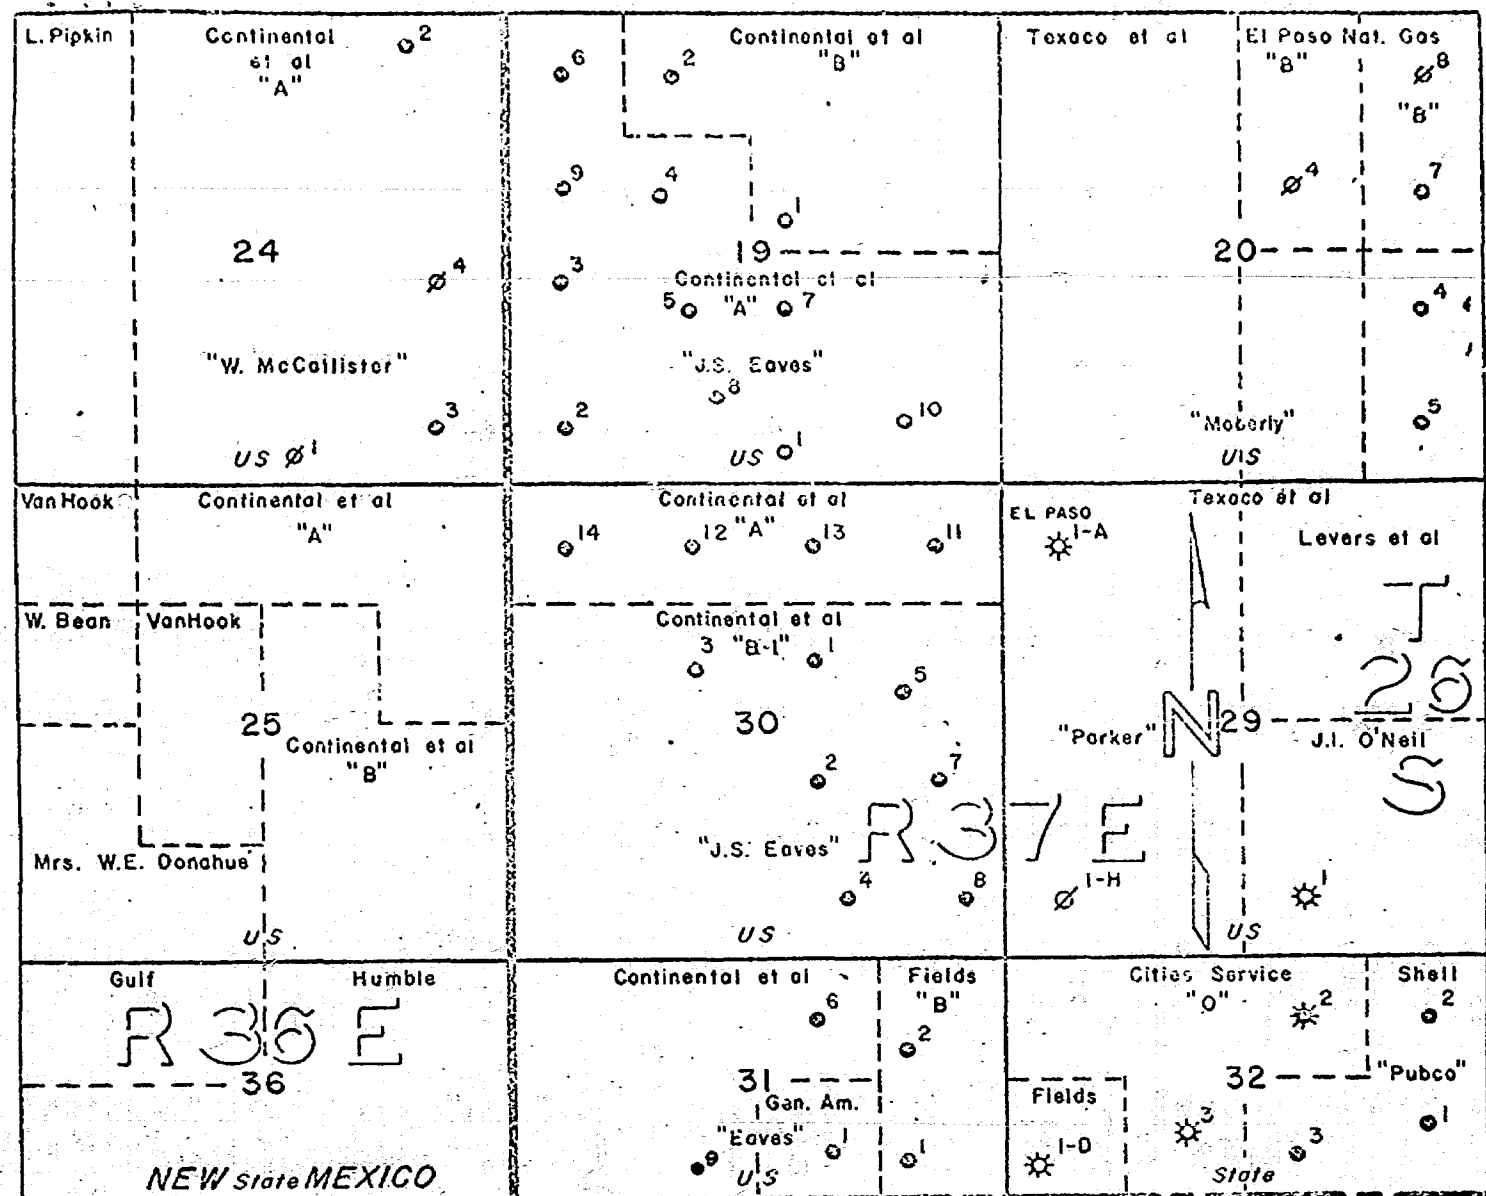 L. Pipkin
Continental
et al
"A"
2
24
4
"W. McCallister"
3
US 1
6
2
Continental et al
"B"
9
4
1
19
3
Continental et al
5 "A" 7
"J.S. Eaves"
8
2
10
US 1
Texaco et al
El Paso Nat. Gas
"B"
8
"B"
4
7
20
4
5
"Moberly"
US
Van Hook
Continental et al
"A"
W. Bean
Van Hook
25
Continental et al
"B"
Mrs. W.E. Donahue
US
Continental et al
"A"
14
12
13
11
Continental et al
"B-1"
3
1
5
30
2
7
"J.S. Eaves"
4
8
US
R 37 E
EL PASO
1-A
Texaco et al
Levers et al
T
26
S
"Parker"
N
29
J.I. O'Neil
1-H
1
US
Gulf
Humble
R 36 E
36
NEW state MEXICO
Continental et al
6
Fields
"B"
2
31
Gen. Am.
"Eaves"
9
1
1
US
Cities Service
"O"
2
Shell
2
32
"Pubco"
Fields
1-D
3
3
1
State